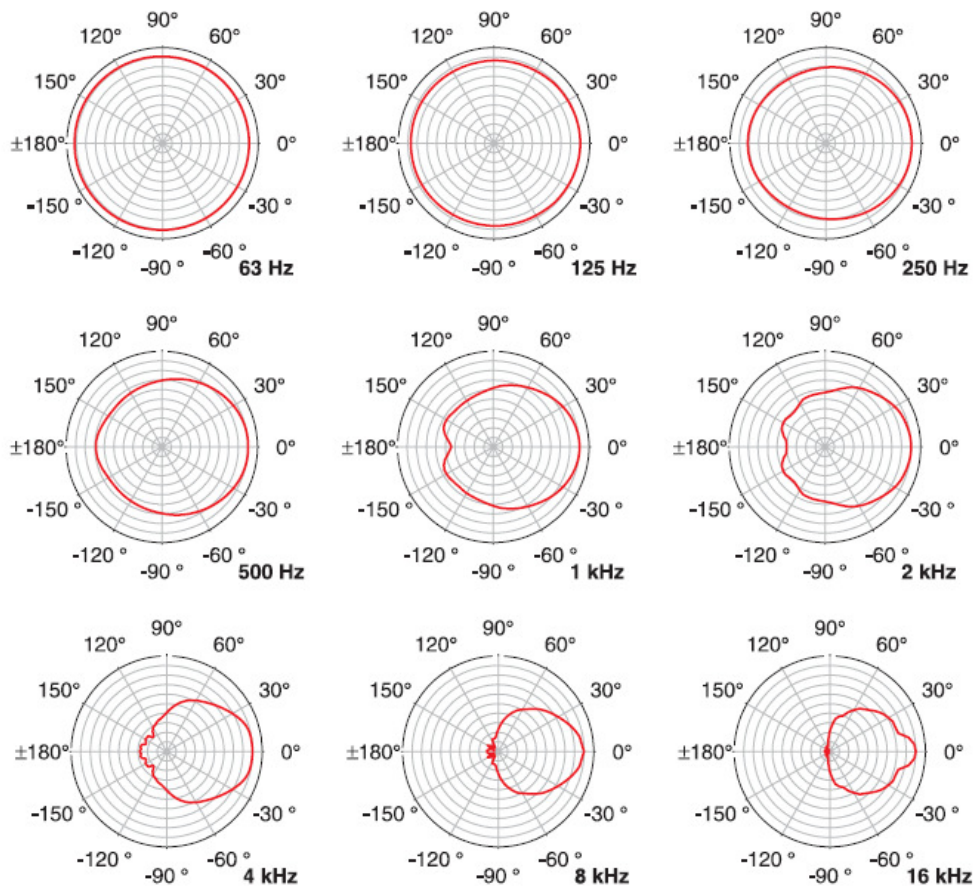 90° 90° 90°
120° 60° 120° 60° 120° 60°
150° 30° 150° 30° 150° 30°
±180° 0° ±180° 0° ±180° 0°
-150 ° -30 ° -150 ° -30 ° -150 ° -30 °
-120 ° -60 ° -120 ° -60 ° -120 ° -60 °
-90 ° 63 Hz -90 ° 125 Hz -90 ° 250 Hz
90° 90° 90°
120° 60° 120° 60° 120° 60°
150° 30° 150° 30° 150° 30°
±180° 0° ±180° 0° ±180° 0°
-150 ° -30 ° -150 ° -30 ° -150 ° -30 °
-120 ° -60 ° -120 ° -60 ° -120 ° -60 °
-90 ° 500 Hz -90 ° 1 kHz -90 ° 2 kHz
90° 90° 90°
120° 60° 120° 60° 120° 60°
150° 30° 150° 30° 150° 30°
±180° 0° ±180° 0° ±180° 0°
-150 ° -30 ° -150 ° -30 ° -150 ° -30 °
-120 ° -60 ° -120 ° -60 ° -120 ° -60 °
-90 ° 4 kHz -90 ° 8 kHz -90 ° 16 kHz